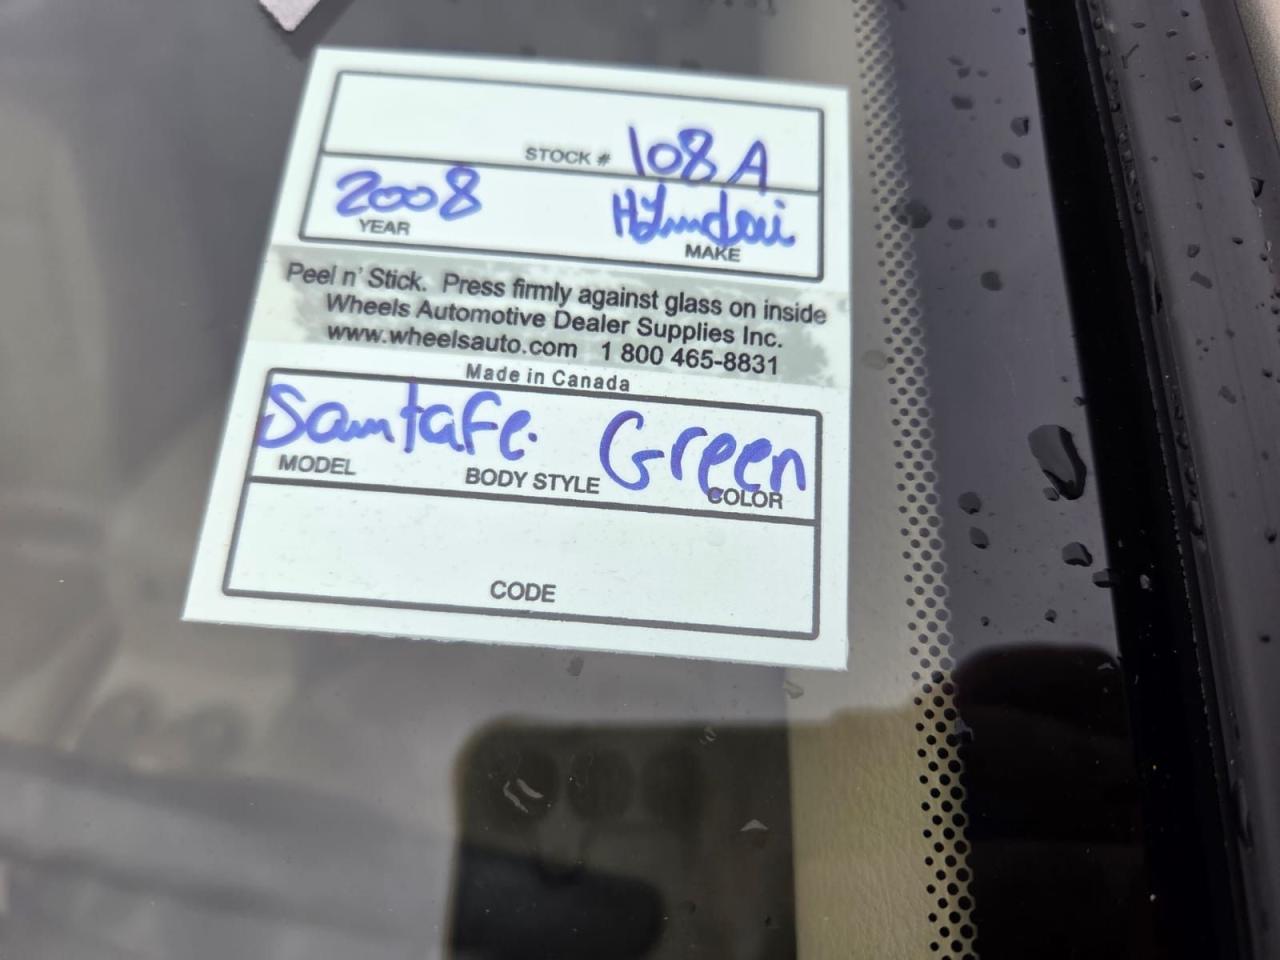 STOCK # 108A
2008 Hyundai
YEAR MAKE
Peel n' Stick. Press firmly against glass on inside
Wheels Automotive Dealer Supplies Inc.
www.wheelsauto.com 1 800 465-8831
Made in Canada
Santafe. Green
MODEL BODY STYLE COLOR
CODE